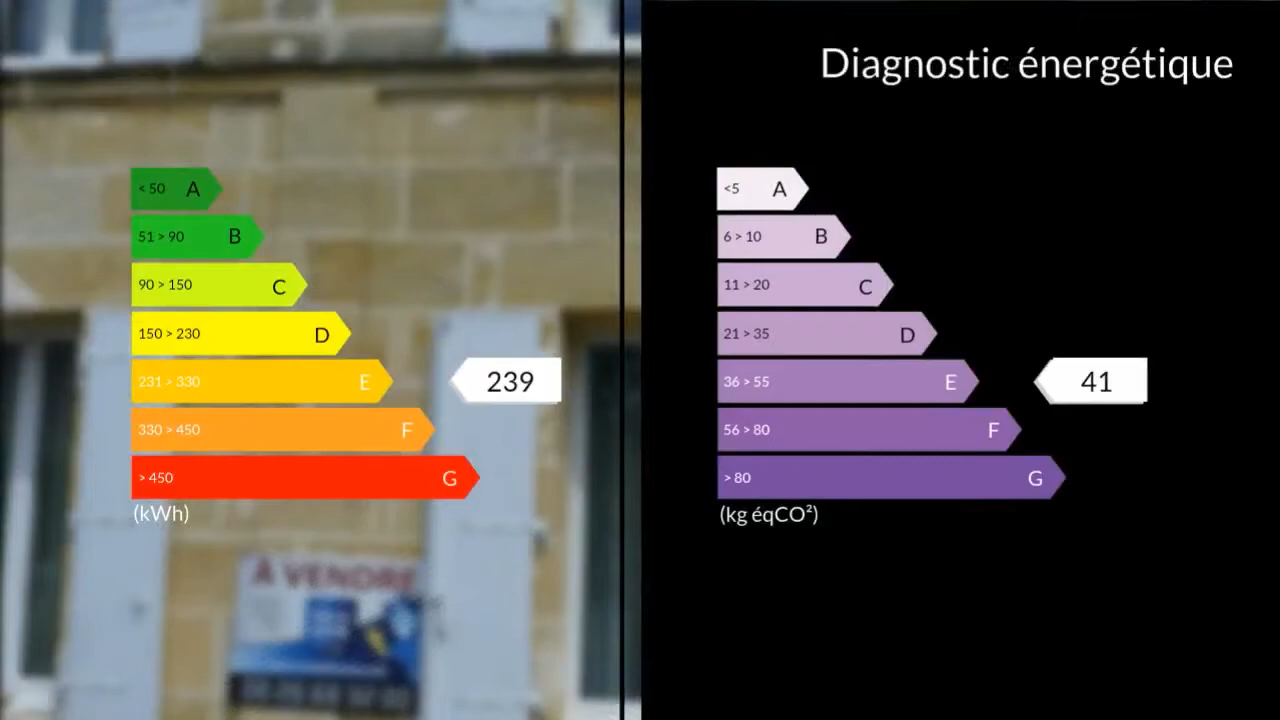 Diagnostic énergétique
< 50 A
51 > 90 B
90 > 150 C
150 > 230 D
231 > 330 E
239
330 > 450 F
> 450 G
(kWh)
<5 A
6 > 10 B
11 > 20 C
21 > 35 D
36 > 55 E
41
56 > 80 F
> 80 G
(kg éqCO²)
À VENDRE